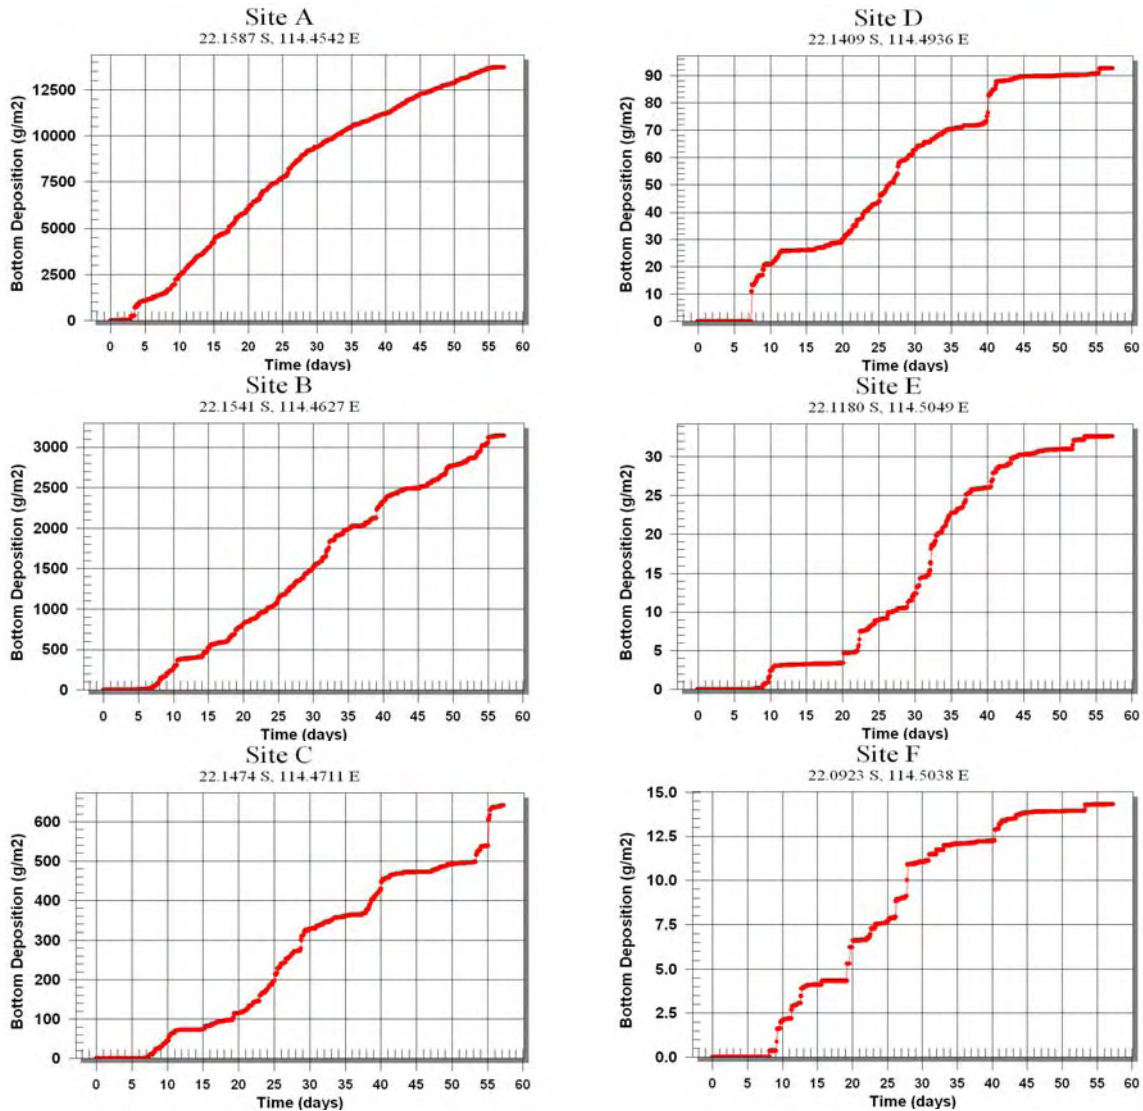 Site A
22.1587 S, 114.4542 E
Bottom Deposition (g/m2)
12500
10000
7500
5000
2500
0
0 5 10 15 20 25 30 35 40 45 50 55 60
Time (days)
Site B
22.1541 S, 114.4627 E
Bottom Deposition (g/m2)
3000
2500
2000
1500
1000
500
0
0 5 10 15 20 25 30 35 40 45 50 55 60
Time (days)
Site C
22.1474 S, 114.4711 E
Bottom Deposition (g/m2)
600
500
400
300
200
100
0
0 5 10 15 20 25 30 35 40 45 50 55 60
Time (days)
Site D
22.1409 S, 114.4936 E
Bottom Deposition (g/m2)
90
80
70
60
50
40
30
20
10
0
0 5 10 15 20 25 30 35 40 45 50 55 60
Time (days)
Site E
22.1180 S, 114.5049 E
Bottom Deposition (g/m2)
30
25
20
15
10
5
0
0 5 10 15 20 25 30 35 40 45 50 55 60
Time (days)
Site F
22.0923 S, 114.5038 E
Bottom Deposition (g/m2)
15.0
12.5
10.0
7.5
5.0
2.5
0.0
0 5 10 15 20 25 30 35 40 45 50 55 60
Time (days)